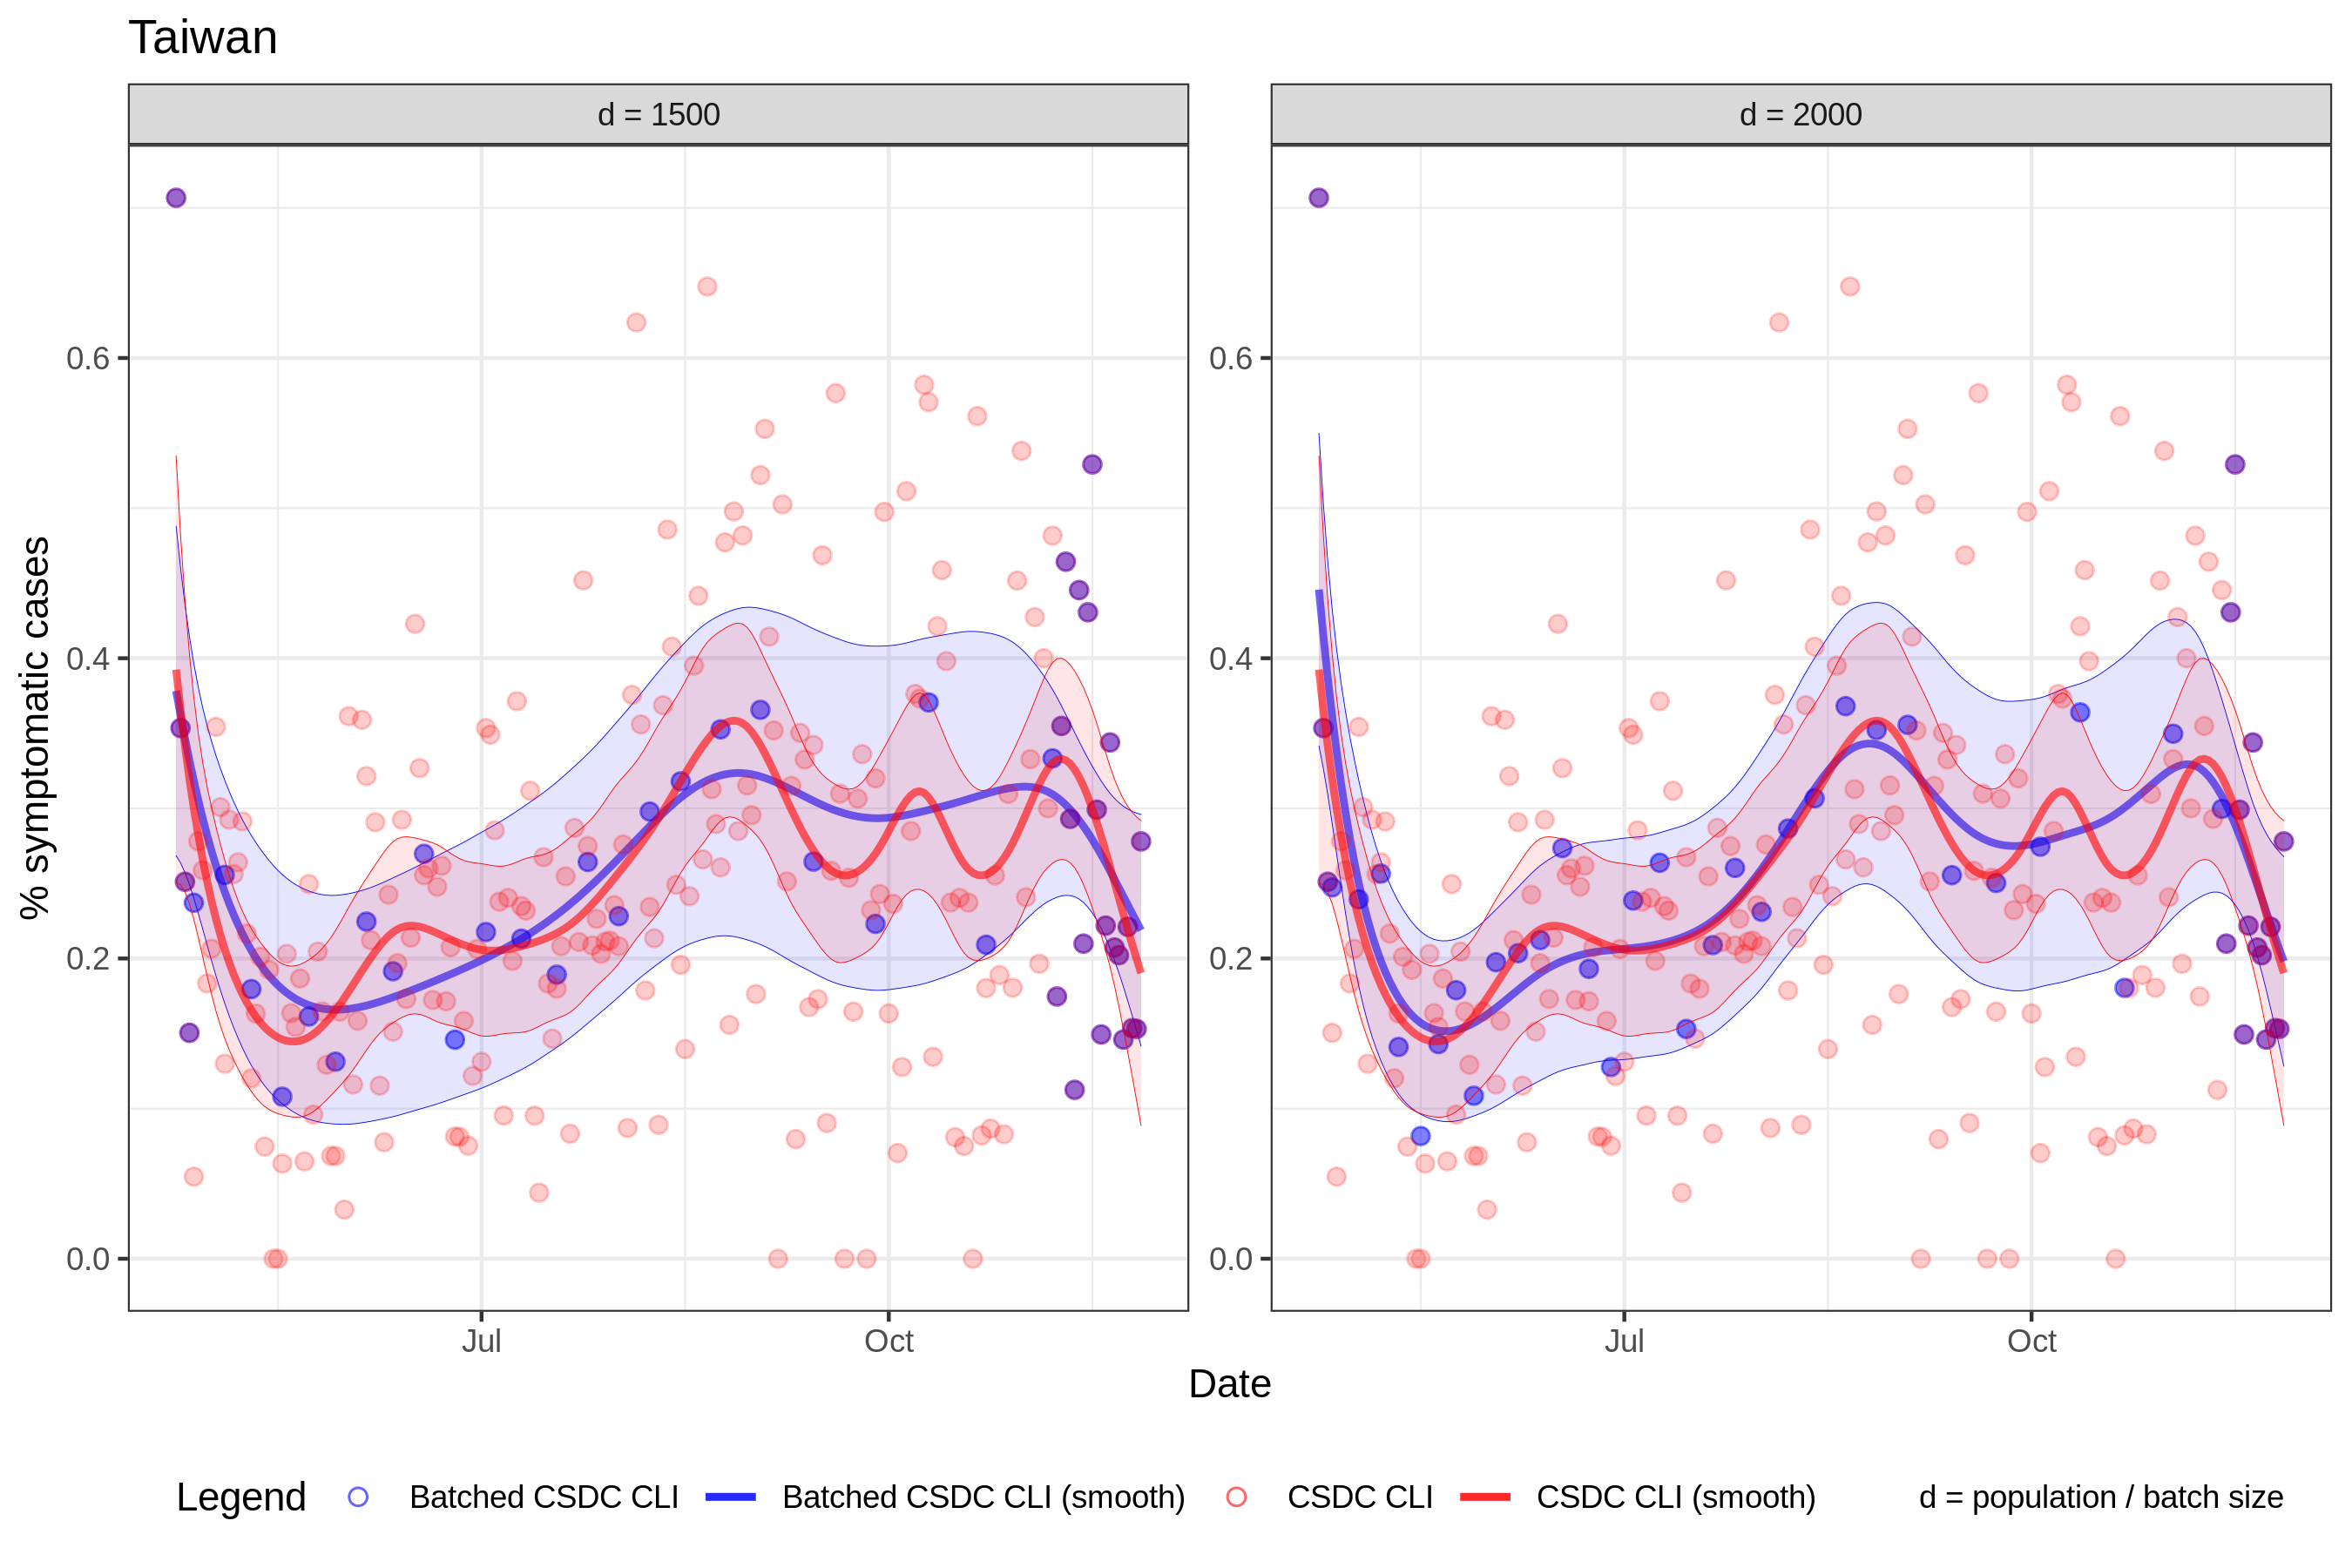 Taiwan
d = 1500
d = 2000
% symptomatic cases
0.6
0.4
0.2
0.0
0.6
0.4
0.2
0.0
Jul
Oct
Jul
Oct
Date
Legend
Batched CSDC CLI
Batched CSDC CLI (smooth)
CSDC CLI
CSDC CLI (smooth)
d = population / batch size